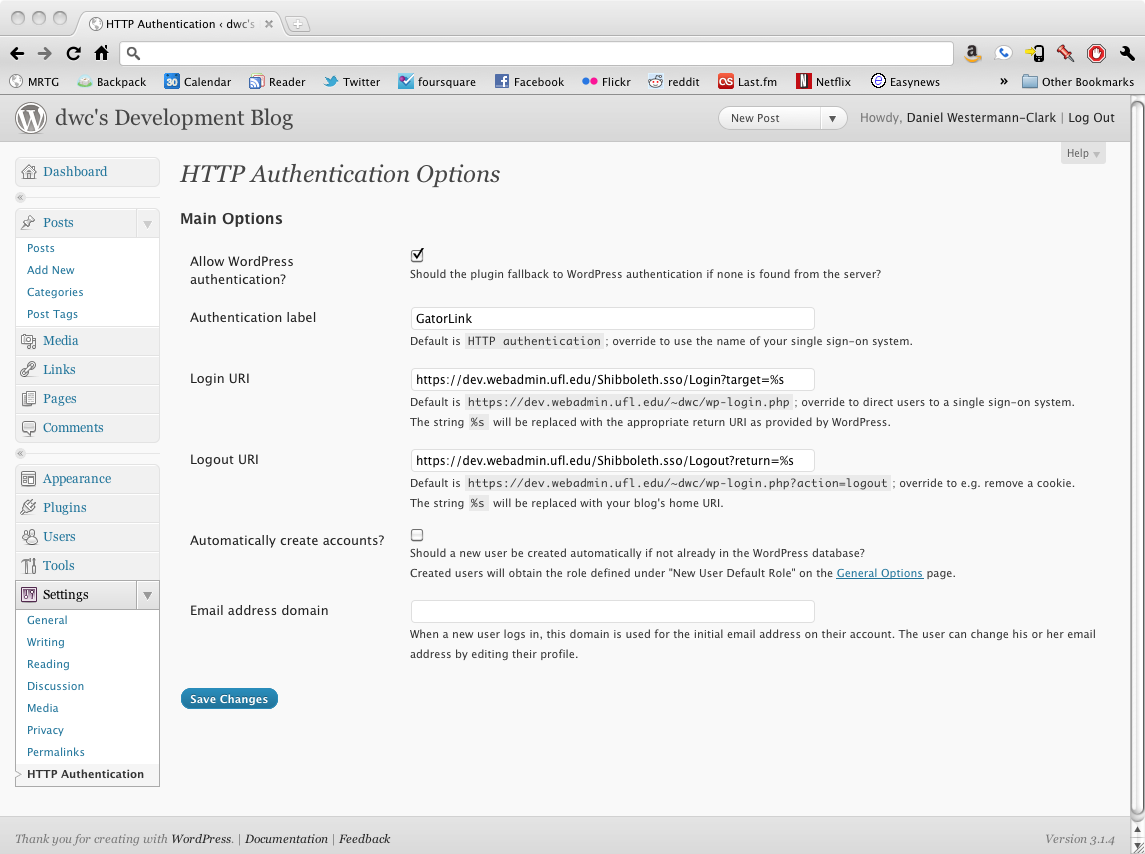 HTTP Authentication ‹ dwc's
MRTG Backpack Calendar Reader Twitter foursquare Facebook Flickr reddit Last.fm Netflix Easynews » Other Bookmarks
dwc's Development Blog
New Post
Howdy, Daniel Westermann-Clark | Log Out
Help
Dashboard
Posts
Posts
Add New
Categories
Post Tags
Media
Links
Pages
Comments
Appearance
Plugins
Users
Tools
Settings
General
Writing
Reading
Discussion
Media
Privacy
Permalinks
HTTP Authentication
HTTP Authentication Options
Main Options
Allow WordPress
authentication?
Should the plugin fallback to WordPress authentication if none is found from the server?
Authentication label
GatorLink
Default is HTTP authentication ; override to use the name of your single sign-on system.
Login URI
https://dev.webadmin.ufl.edu/Shibboleth.sso/Login?target=%s
Default is https://dev.webadmin.ufl.edu/~dwc/wp-login.php ; override to direct users to a single sign-on system.
The string %s will be replaced with the appropriate return URI as provided by WordPress.
Logout URI
https://dev.webadmin.ufl.edu/Shibboleth.sso/Logout?return=%s
Default is https://dev.webadmin.ufl.edu/~dwc/wp-login.php?action=logout ; override to e.g. remove a cookie.
The string %s will be replaced with your blog's home URI.
Automatically create accounts?
Should a new user be created automatically if not already in the WordPress database?
Created users will obtain the role defined under "New User Default Role" on the General Options page.
Email address domain
When a new user logs in, this domain is used for the initial email address on their account. The user can change his or her email
address by editing their profile.
Save Changes
Thank you for creating with WordPress. | Documentation | Feedback
Version 3.1.4